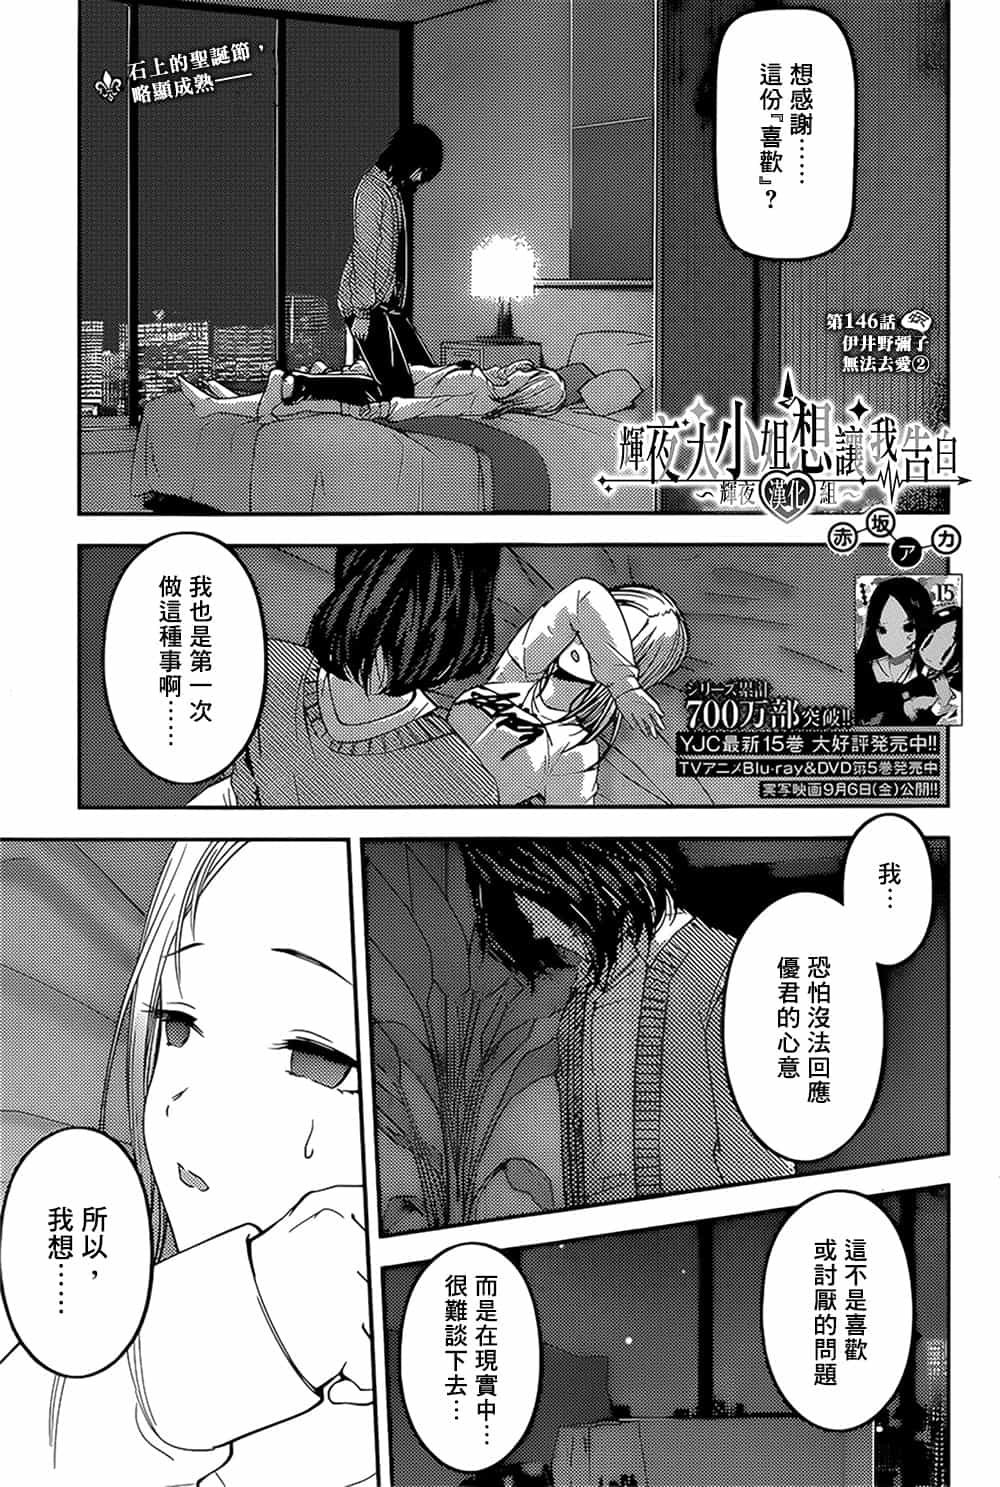 石上的聖誕節，
略顯成熟——
想感謝……
這份『喜歡』？
第146話
伊井野彌子
無法去愛②
輝夜大小姐想讓我告白
～輝夜漢化組～
赤坂アカ
我也是第一次
做這種事啊……
15
シリーズ累計
700万部突破!!
YJC最新15巻 大好評発売中!!
TVアニメBlu-ray&DVD第5巻発売中
実写映画9月6日(金)公開!!
我…
恐怕沒法回應
優君的心意
這不是喜歡
或討厭的問題
而是在現實中
很難談下去…
所以，
我想……